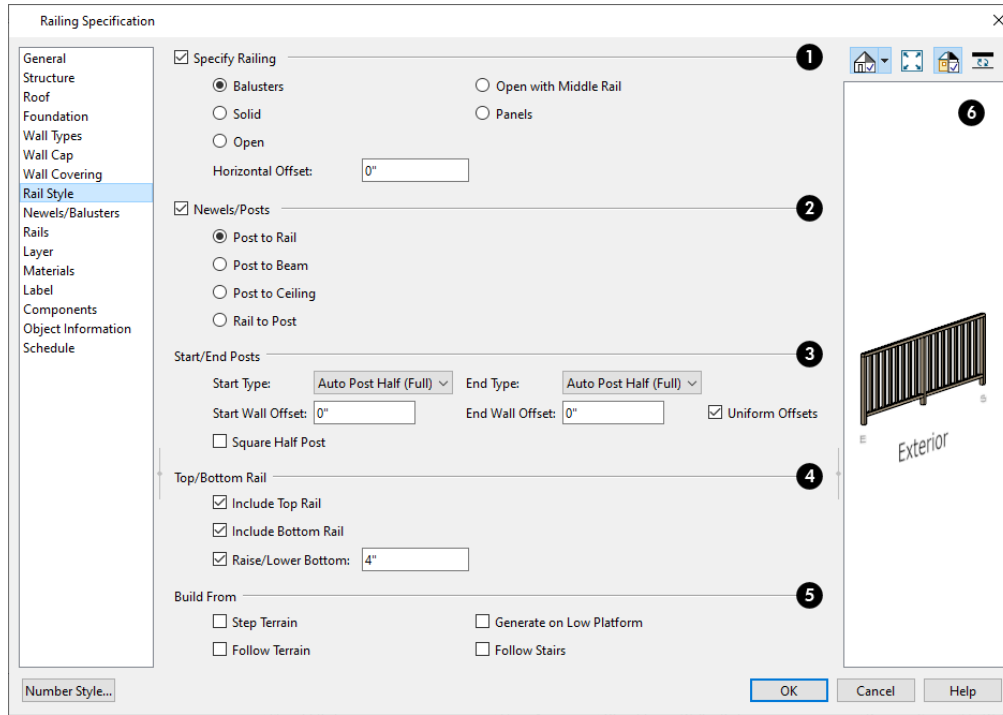 Railing Specification
General
Structure
Roof
Foundation
Wall Types
Wall Cap
Wall Covering
Rail Style
Newels/Balusters
Rails
Layer
Materials
Label
Components
Object Information
Schedule
Specify Railing 1
Balusters Open with Middle Rail
Solid Panels
Open
Horizontal Offset: 0"
Newels/Posts 2
Post to Rail
Post to Beam
Post to Ceiling
Rail to Post
Start/End Posts 3
Start Type: Auto Post Half (Full) End Type: Auto Post Half (Full)
Start Wall Offset: 0" End Wall Offset: 0" Uniform Offsets
Square Half Post
Top/Bottom Rail 4
Include Top Rail
Include Bottom Rail
Raise/Lower Bottom: 4"
Build From 5
Step Terrain Generate on Low Platform
Follow Terrain Follow Stairs
6
E S
Exterior
Number Style... OK Cancel Help